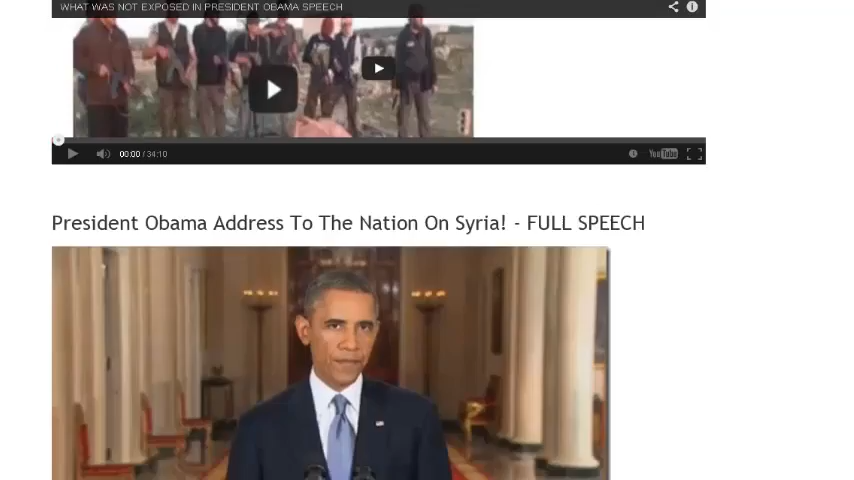 WHAT WAS NOT EXPOSED IN PRESIDENT OBAMA SPEECH
00:00 / 34:10
YouTube
President Obama Address To The Nation On Syria! - FULL SPEECH